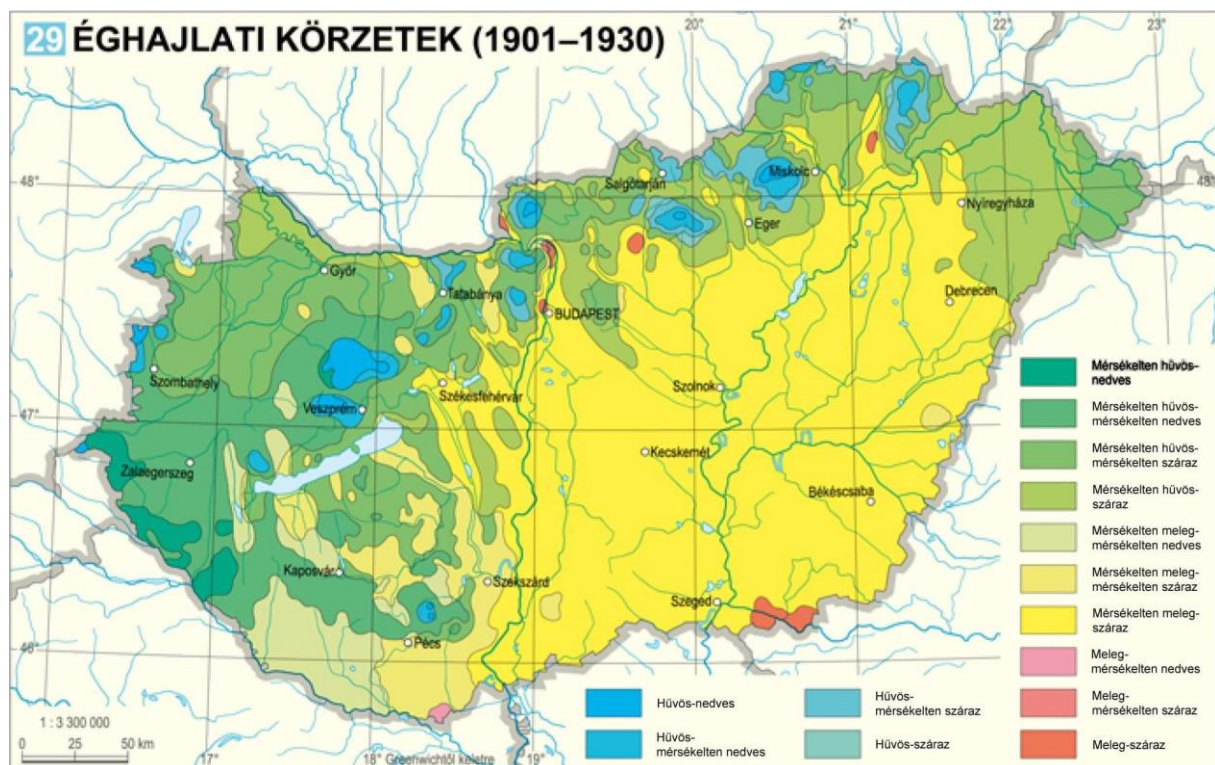 29 ÉGHAJLATI KÖRZETEK (1901–1930)
20°
21°
22°
23°
48°
48°
47°
46°
17°
18°
19°
Greenwichtől keletre
Salgótarján
Miskolc
Eger
Nyíregyháza
Győr
Tatabánya
BUDAPEST
Debrecen
Szombathely
Székesfehérvár
Veszprém
Szolnok
Zalaegerszeg
Kecskemét
Békéscsaba
Kaposvár
Szekszárd
Szeged
Pécs
1 : 3 300 000
0 25 50 km
Mérsékelten hűvös-
nedves
Mérsékelten hűvös-
mérsékelten nedves
Mérsékelten hűvös-
mérsékelten száraz
Mérsékelten hűvös-
száraz
Mérsékelten meleg-
mérsékelten nedves
Mérsékelten meleg-
mérsékelten száraz
Mérsékelten meleg-
száraz
Meleg-
mérsékelten nedves
Meleg-
mérsékelten száraz
Meleg-száraz
Hűvös-nedves
Hűvös-
mérsékelten nedves
Hűvös-
mérsékelten száraz
Hűvös-száraz